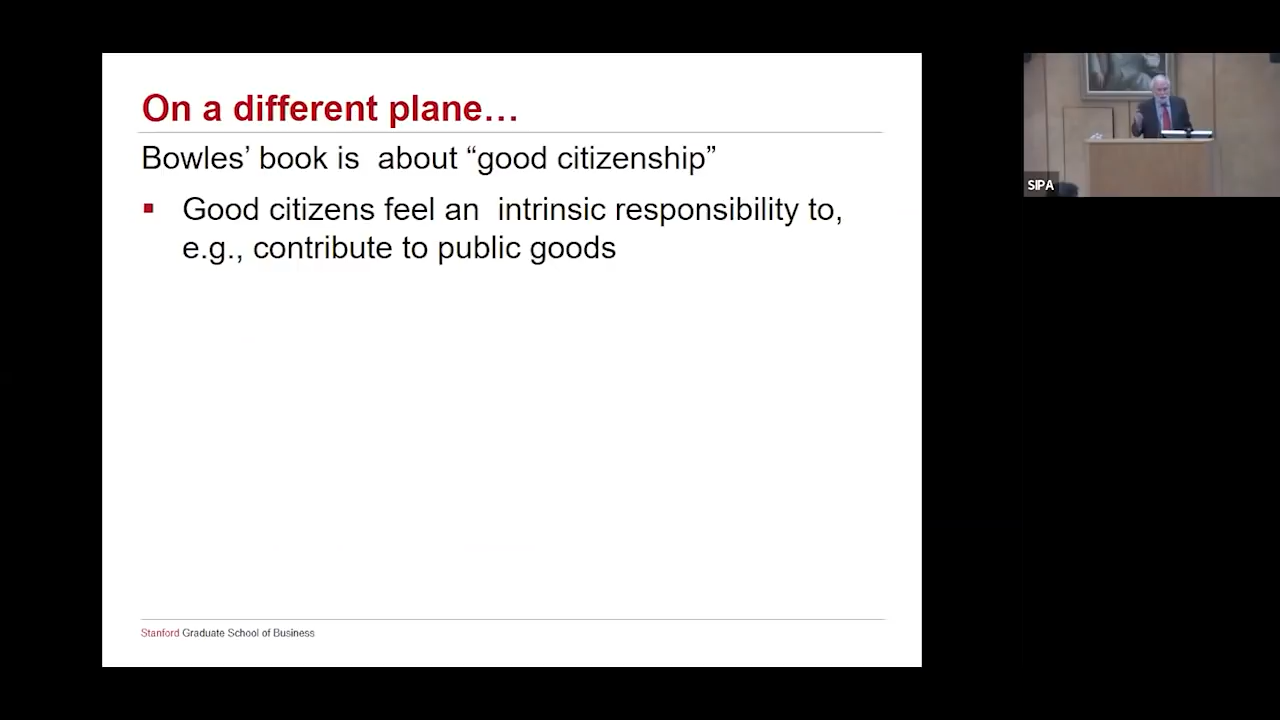 On a different plane…
Bowles’ book is  about “good citizenship”
Good citizens feel an  intrinsic responsibility to,
e.g., contribute to public goods
Stanford Graduate School of Business
SIPA